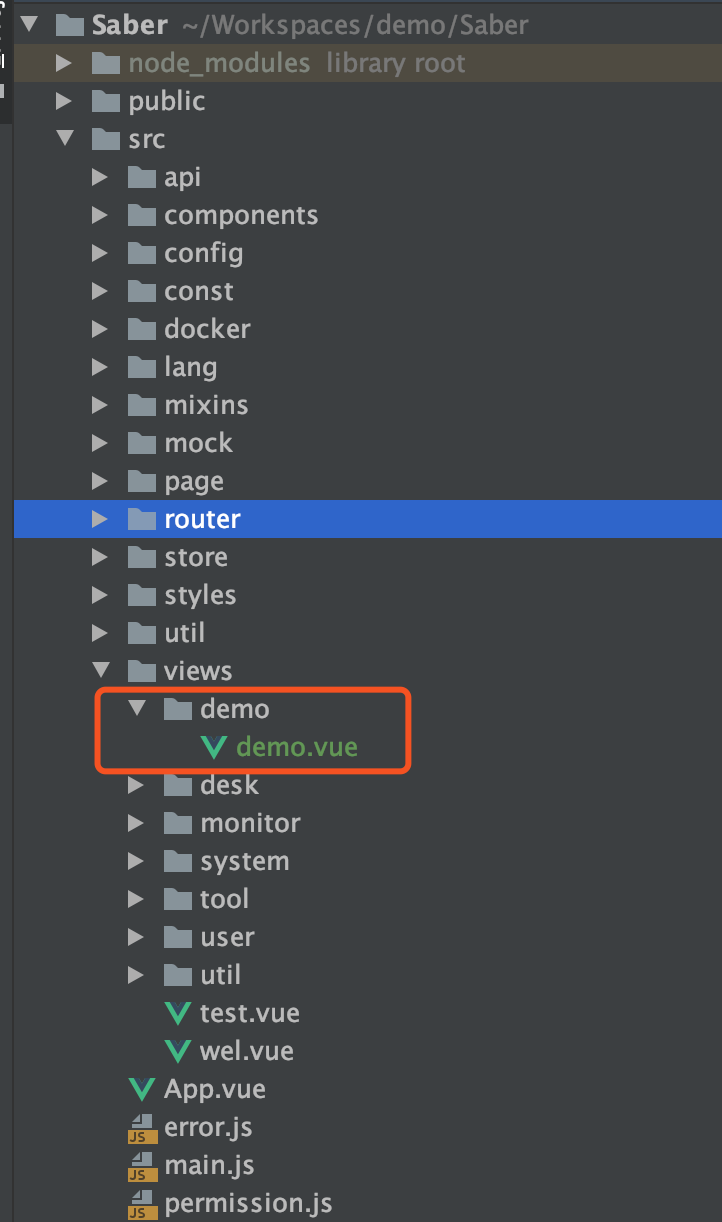 Saber ~/Workspaces/demo/Saber
node_modules library root
public
src
api
components
config
const
docker
lang
mixins
mock
page
router
store
styles
util
views
demo
demo.vue
desk
monitor
system
tool
user
util
test.vue
wel.vue
App.vue
JS error.js
JS main.js
JS permission.js